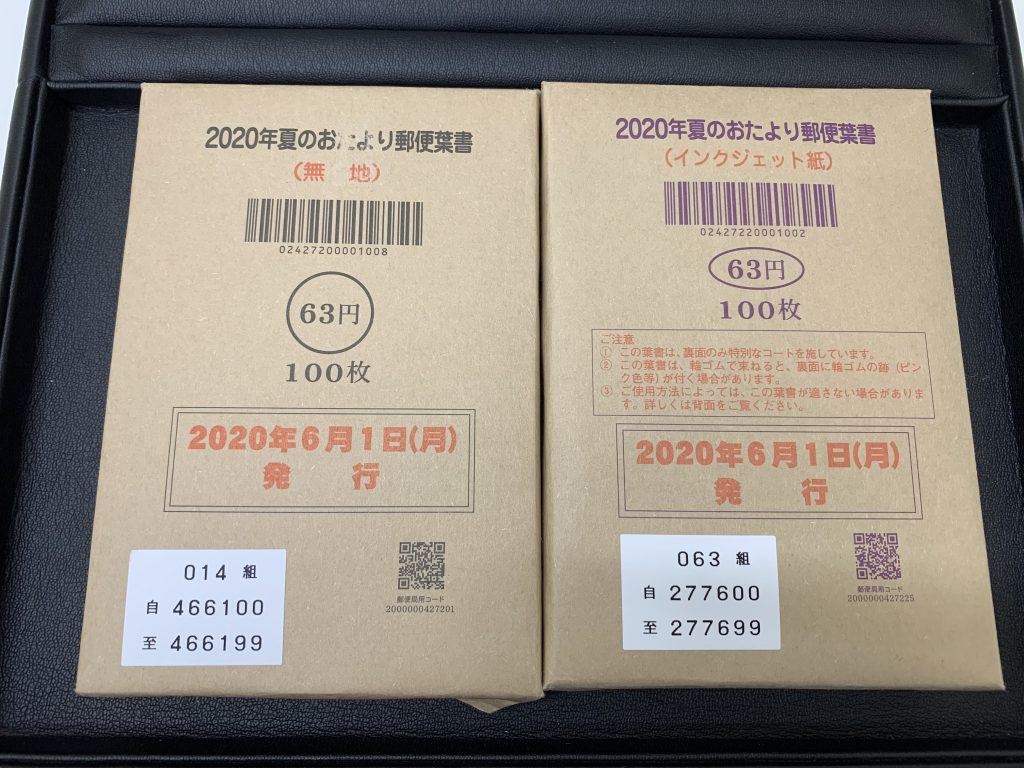 2020年夏のおたより郵便葉書
(無 地)
02427200001008
63円
100枚
2020年6月1日(月)
発 行
014 組
自 466100
至 466199
郵便局用コード
2000000427201
2020年夏のおたより郵便葉書
(インクジェット紙)
02427220001002
63円
100枚
ご注意
① この葉書は、裏面のみ特別なコートを施しています。
② この葉書は、輪ゴムで束ねると、裏面に輪ゴムの跡(ピン
ク色等)が付く場合があります。
③ ご使用方法によっては、この葉書が適さない場合がありま
す。詳しくは背面をご覧ください。
2020年6月1日(月)
発 行
063 組
自 277600
至 277699
郵便局用コード
2000000427225